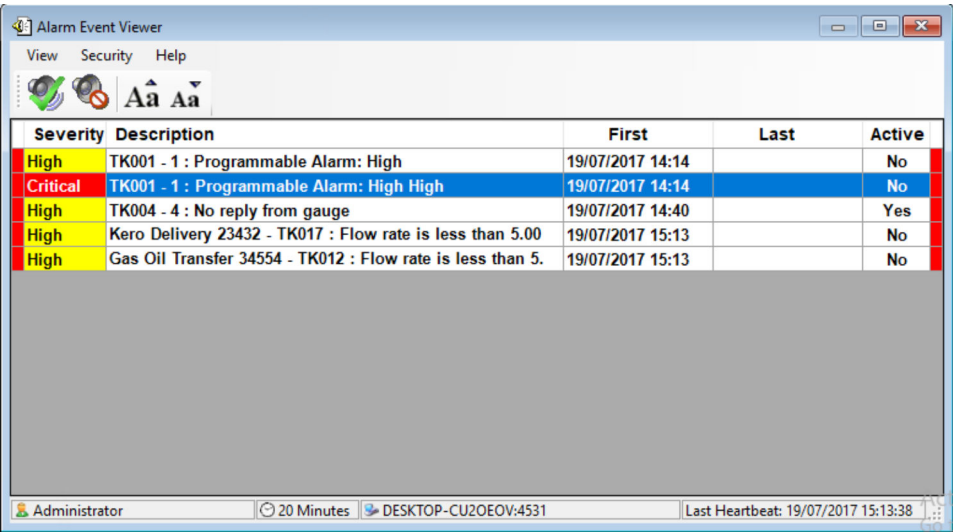 Alarm Event Viewer
View Security Help
Aa Aa
Severity Description First Last Active
High TK001 - 1 : Programmable Alarm: High 19/07/2017 14:14 No
Critical TK001 - 1 : Programmable Alarm: High High 19/07/2017 14:14 No
High TK004 - 4 : No reply from gauge 19/07/2017 14:40 Yes
High Kero Delivery 23432 - TK017 : Flow rate is less than 5.00 19/07/2017 15:13 No
High Gas Oil Transfer 34554 - TK012 : Flow rate is less than 5. 19/07/2017 15:13 No
Administrator 20 Minutes DESKTOP-CU2OEOV:4531 Last Heartbeat: 19/07/2017 15:13:38